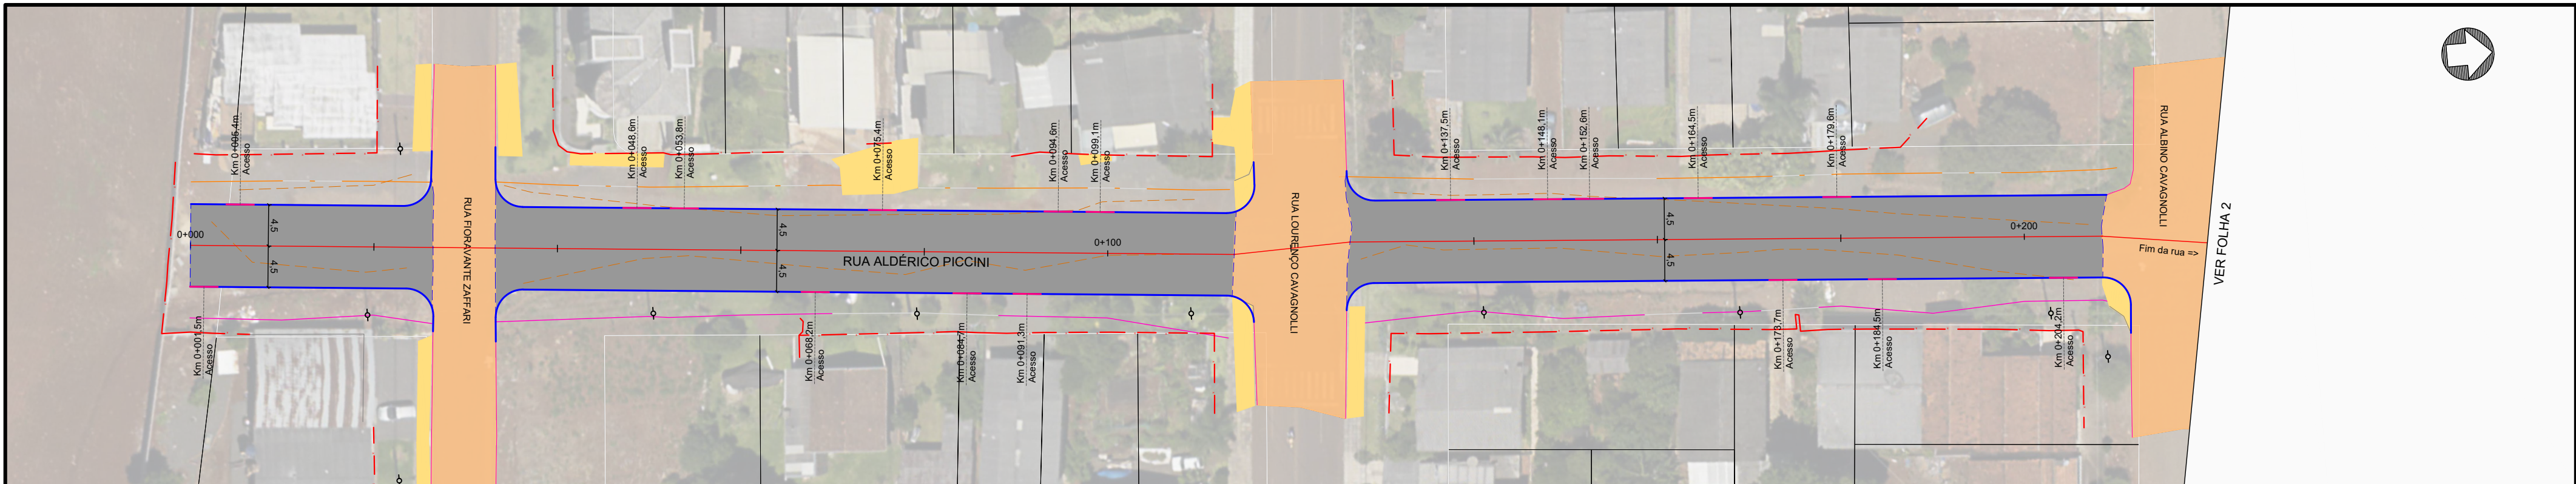 Km 0+005,4m
Acesso
Km 0+048,6m
Acesso
Km 0+053,8m
Acesso
Km 0+075,4m
Acesso
Km 0+094,6m
Acesso
Km 0+099,1m
Acesso
Km 0+137,5m
Acesso
Km 0+148,1m
Acesso
Km 0+152,6m
Acesso
Km 0+164,5m
Acesso
Km 0+179,6m
Acesso
RUA FIORAVANTE ZAFFARI
RUA LOURENÇO CAVAGNOLLI
RUA ALBINO CAVAGNOLLI
VER FOLHA 2
0+000
4,5
4,5
4,5
4,5
RUA ALDÉRICO PICCINI
0+100
4,5
4,5
0+200
Fim da rua =>
Km 0+001,5m
Acesso
Km 0+068,2m
Acesso
Km 0+084,7m
Acesso
Km 0+091,3m
Acesso
Km 0+173,7m
Acesso
Km 0+184,5m
Acesso
Km 0+204,2m
Acesso